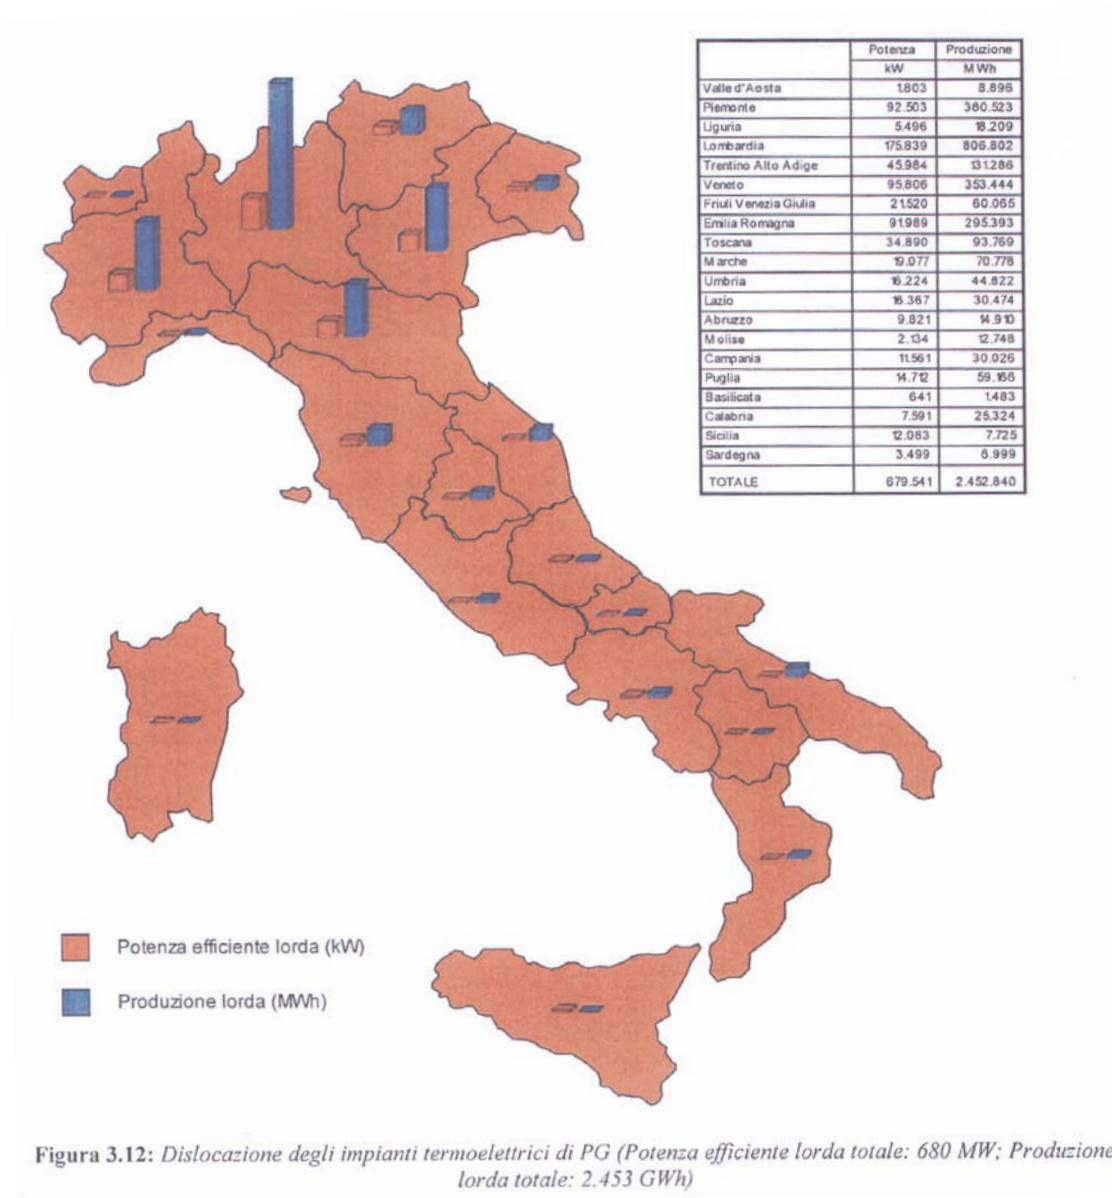 Potenza Produzione
kW MWh
Valle d'Aosta 1.803 8.896
Piemonte 92.503 360.523
Liguria 5.496 18.209
Lombardia 175.839 806.802
Trentino Alto Adige 45.984 131.286
Veneto 95.806 353.444
Friuli Venezia Giulia 21.520 60.065
Emilia Romagna 91.989 295.393
Toscana 34.890 93.769
Marche 19.077 70.778
Umbria 16.224 44.822
Lazio 16.367 30.474
Abruzzo 9.821 14.910
Molise 2.134 12.748
Campania 11.561 30.026
Puglia 14.712 59.166
Basilicata 641 1.483
Calabria 7.591 25.324
Sicilia 12.083 7.725
Sardegna 3.499 6.999
TOTALE 679.541 2.452.840
Potenza efficiente lorda (kW)
Produzione lorda (MWh)
Figura 3.12: Dislocazione degli impianti termoelettrici di PG (Potenza efficiente lorda totale: 680 MW; Produzione
lorda totale: 2.453 GWh)